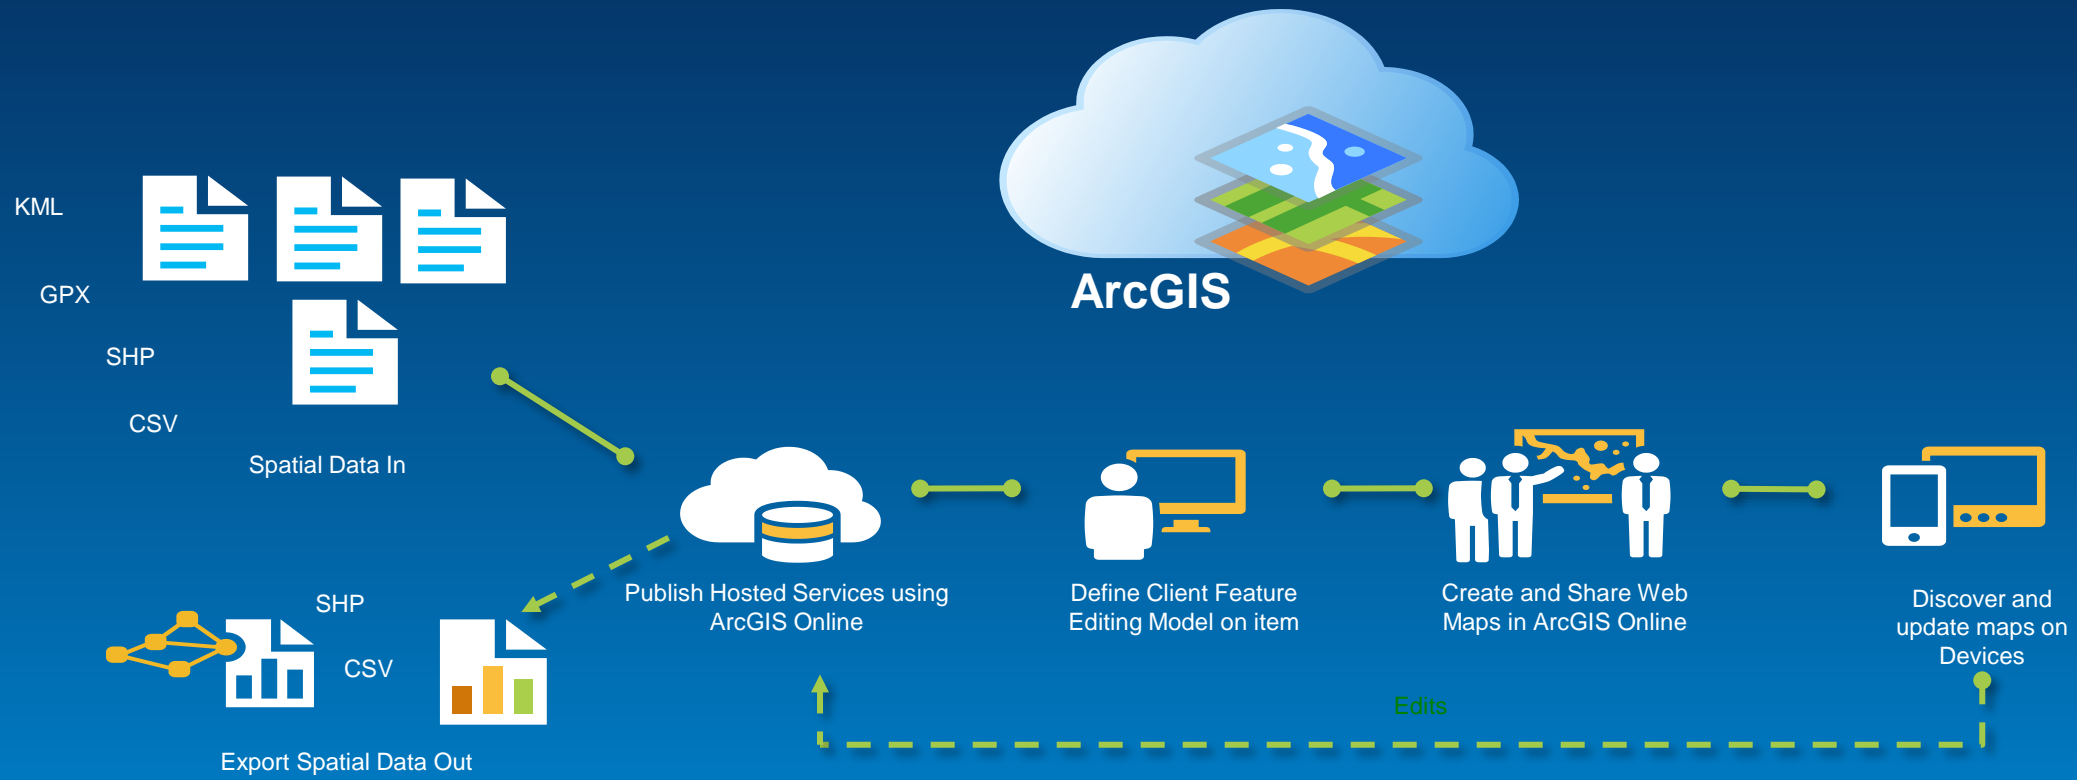 ArcGIS
KML
GPX
SHP
CSV
Spatial Data In
Publish Hosted Services using
ArcGIS Online
Define Client Feature
Editing Model on item
Create and Share Web
Maps in ArcGIS Online
Discover and
update maps on
Devices
SHP
CSV
Export Spatial Data Out
Edits